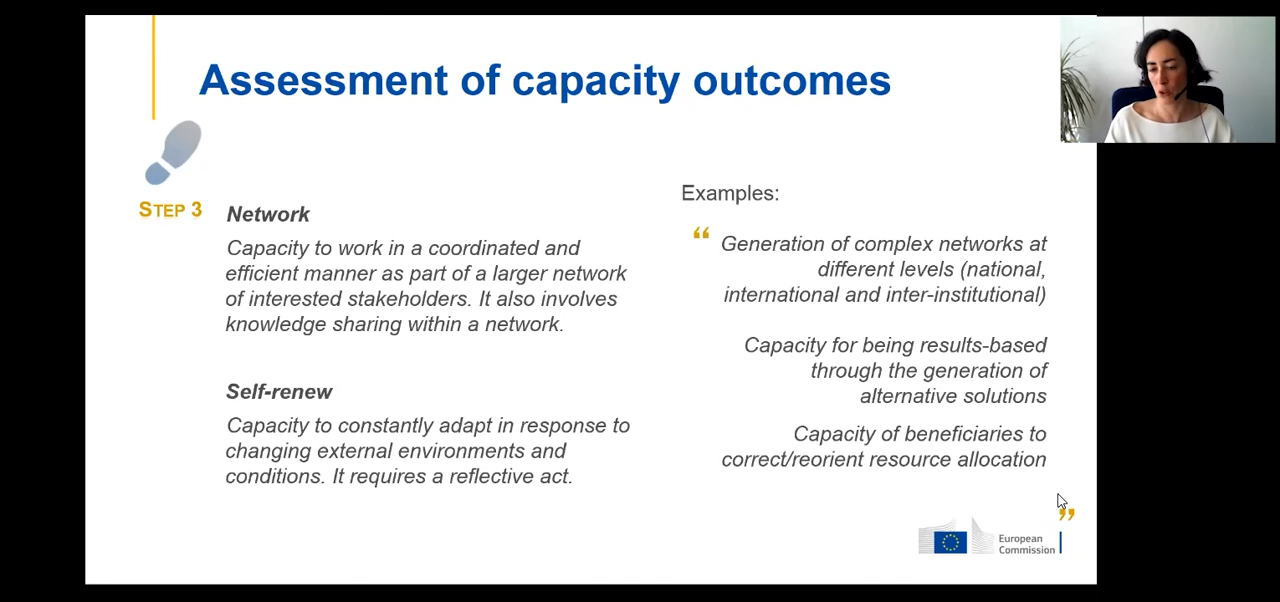 Assessment of capacity outcomes
STEP 3
Network
Capacity to work in a coordinated and
efficient manner as part of a larger network
of interested stakeholders. It also involves
knowledge sharing within a network.
Self-renew
Capacity to constantly adapt in response to
changing external environments and
conditions. It requires a reflective act.
Examples:
“ Generation of complex networks at
different levels (national,
international and inter-institutional)
Capacity for being results-based
through the generation of
alternative solutions
Capacity of beneficiaries to
correct/reorient resource allocation
”
European
Commission